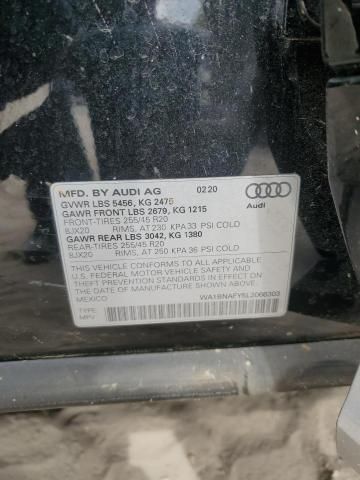 MFD. BY AUDI AG 0220
GVWR LBS 5456, KG 2475
GAWR FRONT LBS 2679, KG 1215
FRONT-TIRES 255/45 R20
8JX20 RIMS, AT 230 KPA 33 PSI COLD
GAWR REAR LBS 3042, KG 1380
REAR-TIRES 255/45 R20
8JX20 RIMS, AT 250 KPA 36 PSI COLD
Audi
THIS VEHICLE CONFORMS TO ALL APPLICABLE
U.S. FEDERAL MOTOR VEHICLE SAFETY AND
THEFT PREVENTION STANDARDS IN EFFECT ON
THE DATE OF MANUFACTURE SHOWN ABOVE.
MEXICO
WA1BNAFY5L2068303
TYPE
MPV